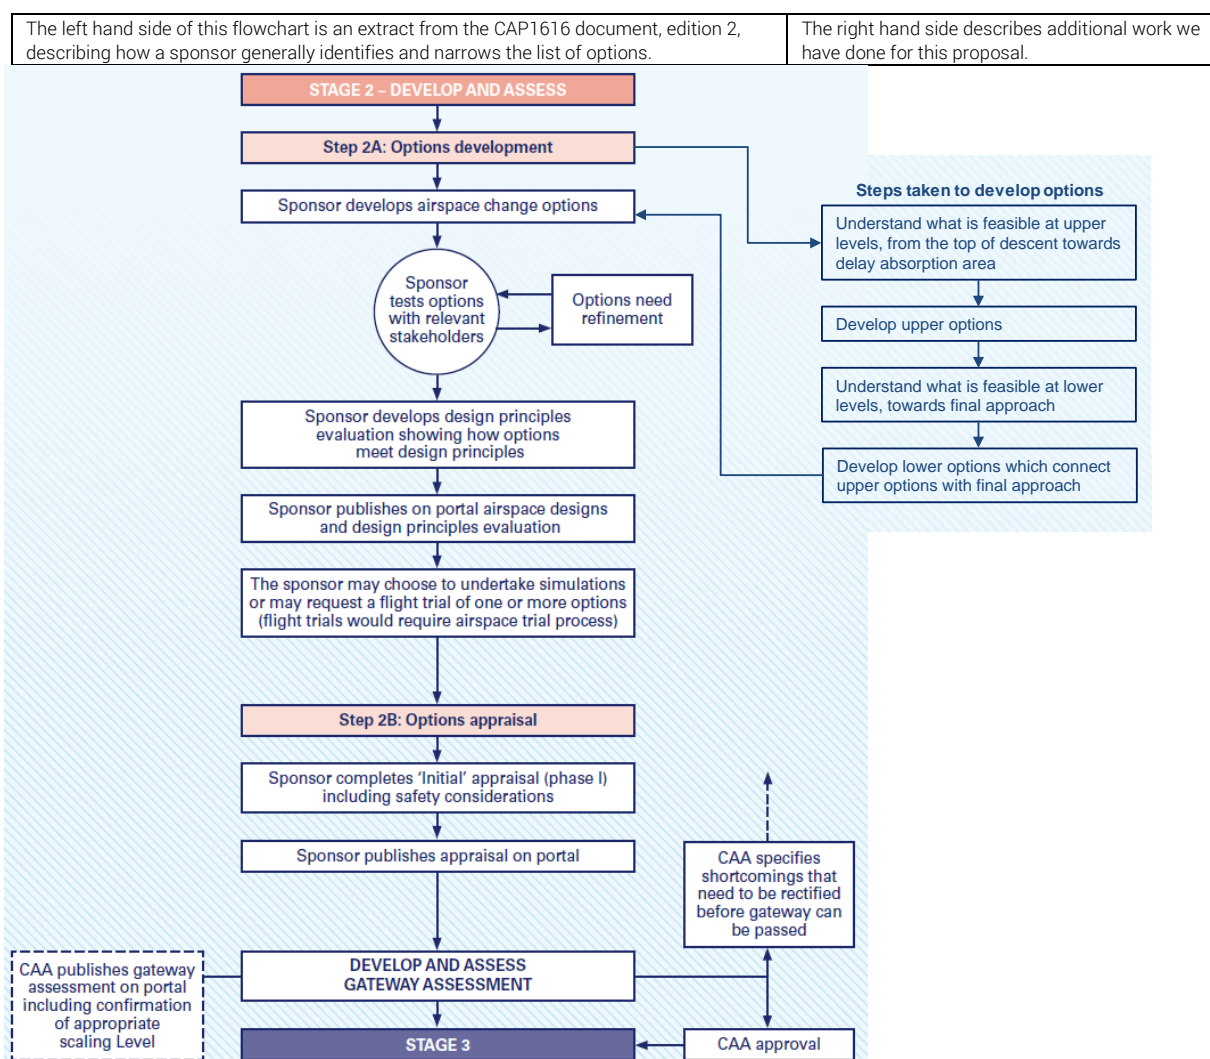 The left hand side of this flowchart is an extract from the CAP1616 document, edition 2,
describing how a sponsor generally identifies and narrows the list of options.
The right hand side describes additional work we
have done for this proposal.
STAGE 2 – DEVELOP AND ASSESS
Step 2A: Options development
Sponsor develops airspace change options
Sponsor
tests options
with relevant
stakeholders
Options need
refinement
Sponsor develops design principles
evaluation showing how options
meet design principles
Sponsor publishes on portal airspace designs
and design principles evaluation
The sponsor may choose to undertake simulations
or may request a flight trial of one or more options
(flight trials would require airspace trial process)
Steps taken to develop options
Understand what is feasible at upper
levels, from the top of descent towards
delay absorption area
Develop upper options
Understand what is feasible at lower
levels, towards final approach
Develop lower options which connect
upper options with final approach
Step 2B: Options appraisal
Sponsor completes ‘Initial’ appraisal (phase I)
including safety considerations
Sponsor publishes appraisal on portal
CAA specifies
shortcomings that
need to be rectified
before gateway can
be passed
CAA publishes gateway
assessment on portal
including confirmation
of appropriate
scaling Level
DEVELOP AND ASSESS
GATEWAY ASSESSMENT
STAGE 3
CAA approval